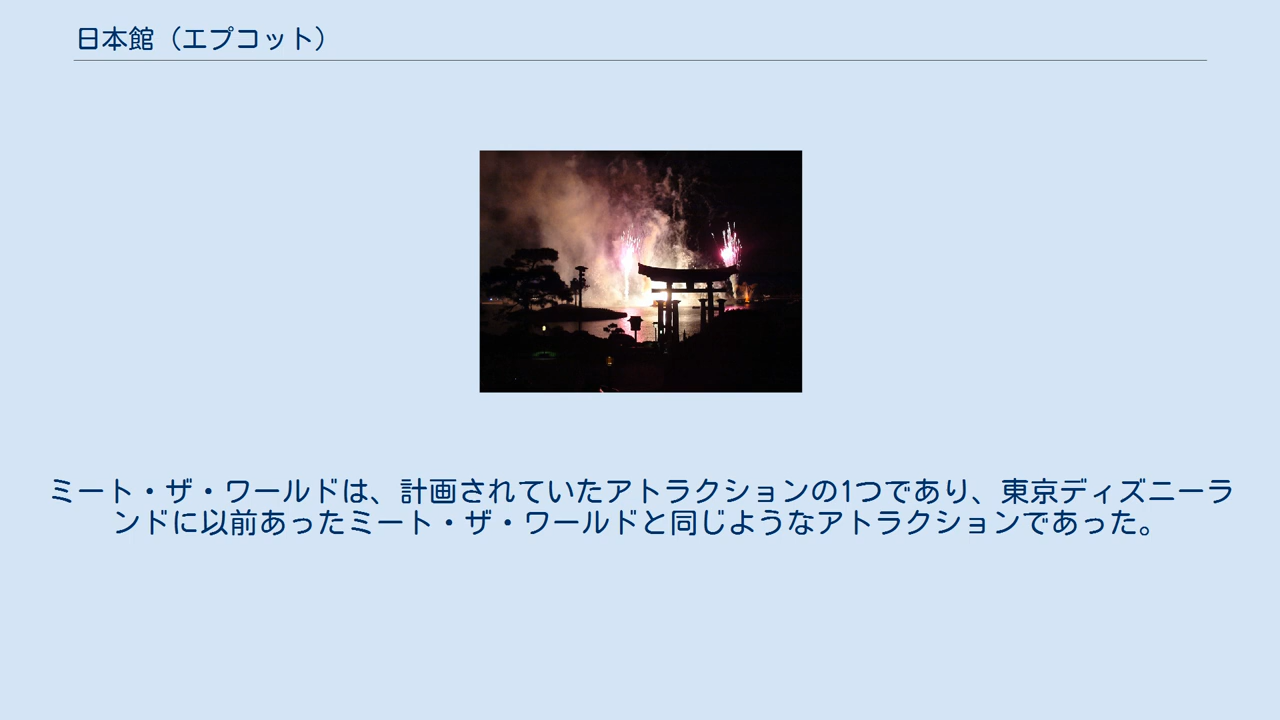 日本館（エプコット）
ミート・ザ・ワールドは、計画されていたアトラクションの1つであり、東京ディズニーラ
ンドに以前あったミート・ザ・ワールドと同じようなアトラクションであった。